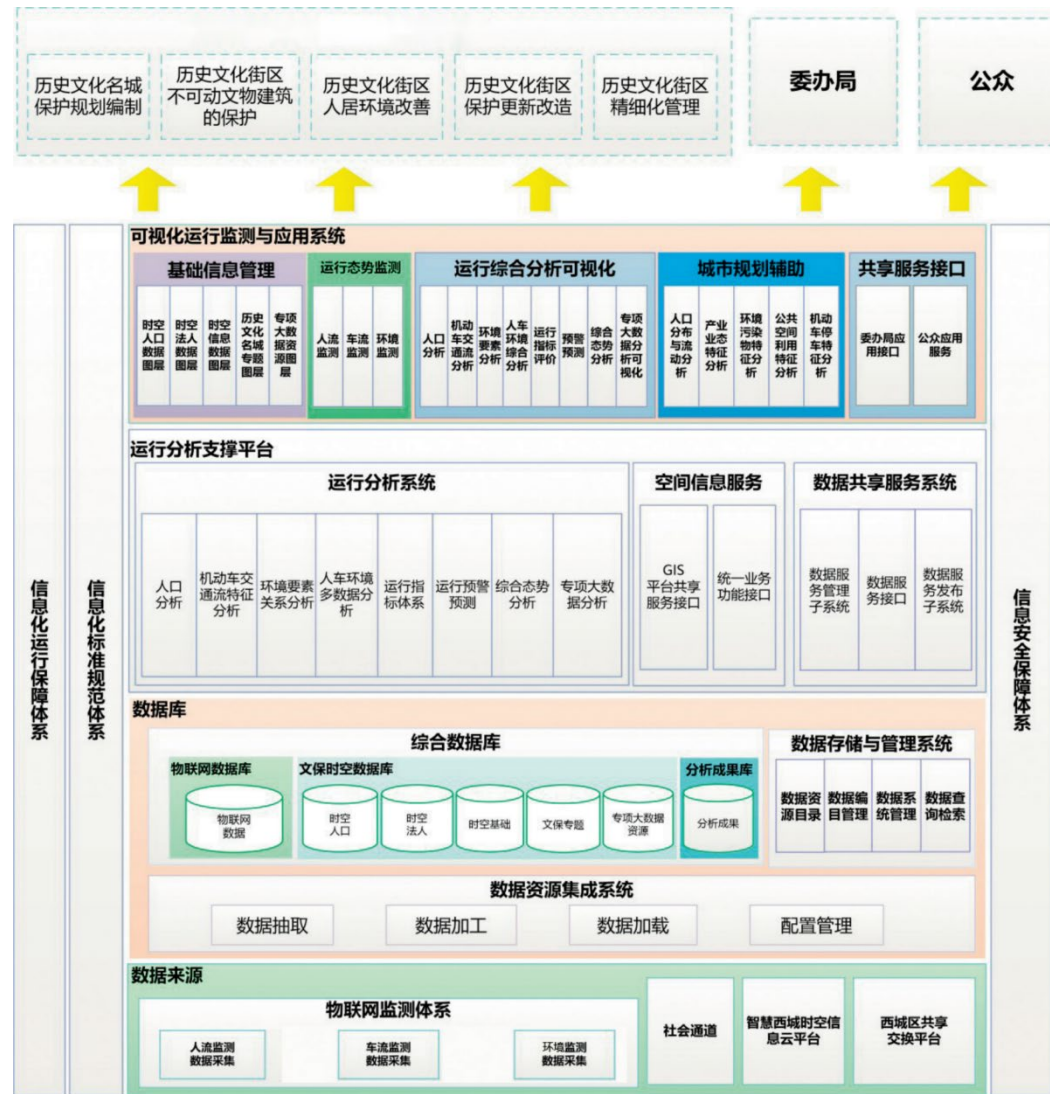 历史文化名城
保护规划编制
历史文化街区
不可动文物建筑
的保护
历史文化街区
人居环境改善
历史文化街区
保护更新改造
历史文化街区
精细化管理
委办局
公众
信息化运行保障体系
信息化标准规范体系
信息安全保障体系
可视化运行监测与应用系统
基础信息管理
时空
人口
数据
图层
时空
法人
数据
图层
时空
信息
数据
图层
历史
文化
名城
专题
图层
专项
大数
据资
源图
层
运行态势监测
人流
监测
车流
监测
环境
监测
运行综合分析可视化
人口
分析
机动
车交
通流
分析
环境
要素
分析
人车
环境
综合
分析
运行
指标
评价
预警
预测
综合
态势
分析
专项
大数
据分
析可
视化
城市规划辅助
人口
分布
与流
动分
析
产业
业态
特征
分析
环境
污染
物特
征分
析
公共
空间
利用
特征
分析
机动
车停
车特
征分
析
共享服务接口
委办局应
用接口
公众应用
服务
运行分析支撑平台
运行分析系统
人口
分析
机动车交
通流特征
分析
环境要素
关系分析
人车环境
多数据分
析
运行指
标体系
运行预警
预测
综合态势
分析
专项大数
据分析
空间信息服务
GIS
平台共享
服务接口
统一业务
功能接口
数据共享服务系统
数据服
务管理
子系统
数据服
务接口
数据服
务发布
子系统
数据库
综合数据库
物联网数据库
物联网
数据
文保时空数据库
时空
人口
时空
法人
时空基础
文保专题
专项大数据
资源
分析成果库
分析成果
数据存储与管理系统
数据资
源目录
数据编
目管理
数据系
统管理
数据查
询检索
数据资源集成系统
数据抽取
数据加工
数据加载
配置管理
数据来源
物联网监测体系
人流监测
数据采集
车流监测
数据采集
环境监测
数据采集
社会通道
智慧西城时空信
息云平台
西城区共享
交换平台